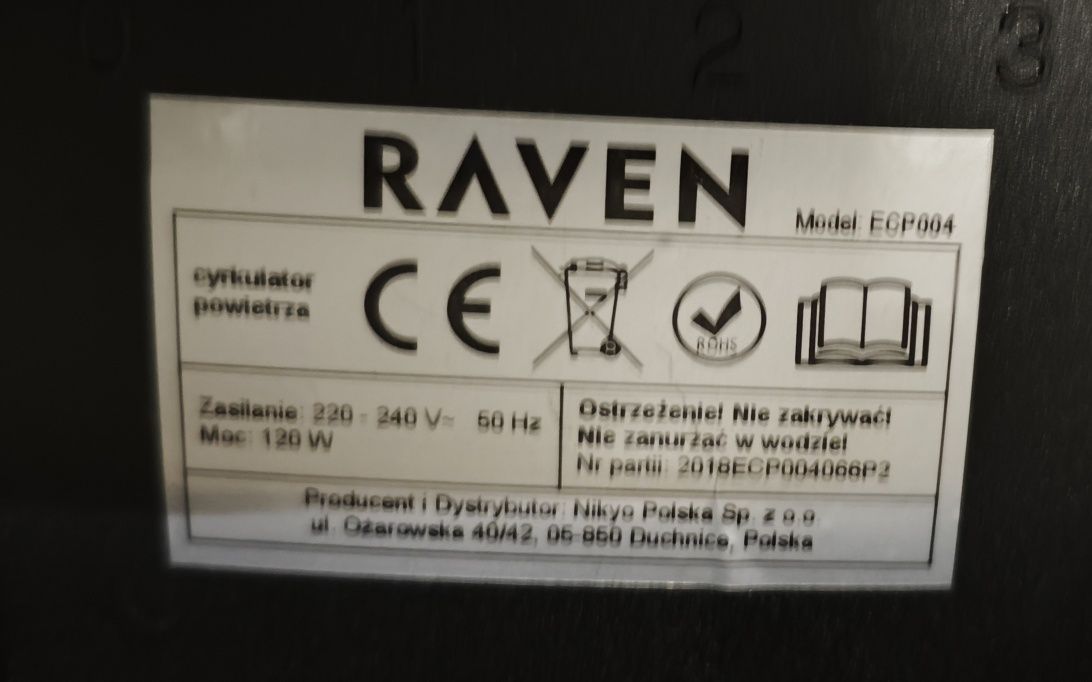 0 1 2 3
RAVEN
Model: ECP004
cyrkulator
powietrza
CE
ROHS
Zasilanie: 220 - 240 V~ 50 Hz
Moc: 120 W
Ostrzeżenie! Nie zakrywać!
Nie zanurzać w wodzie!
Nr partii: 2018ECP004066P2
Producent i Dystrybutor: Nikyo Polska Sp. z o.o.
ul. Ożarowska 40/42, 05-850 Duchnice, Polska